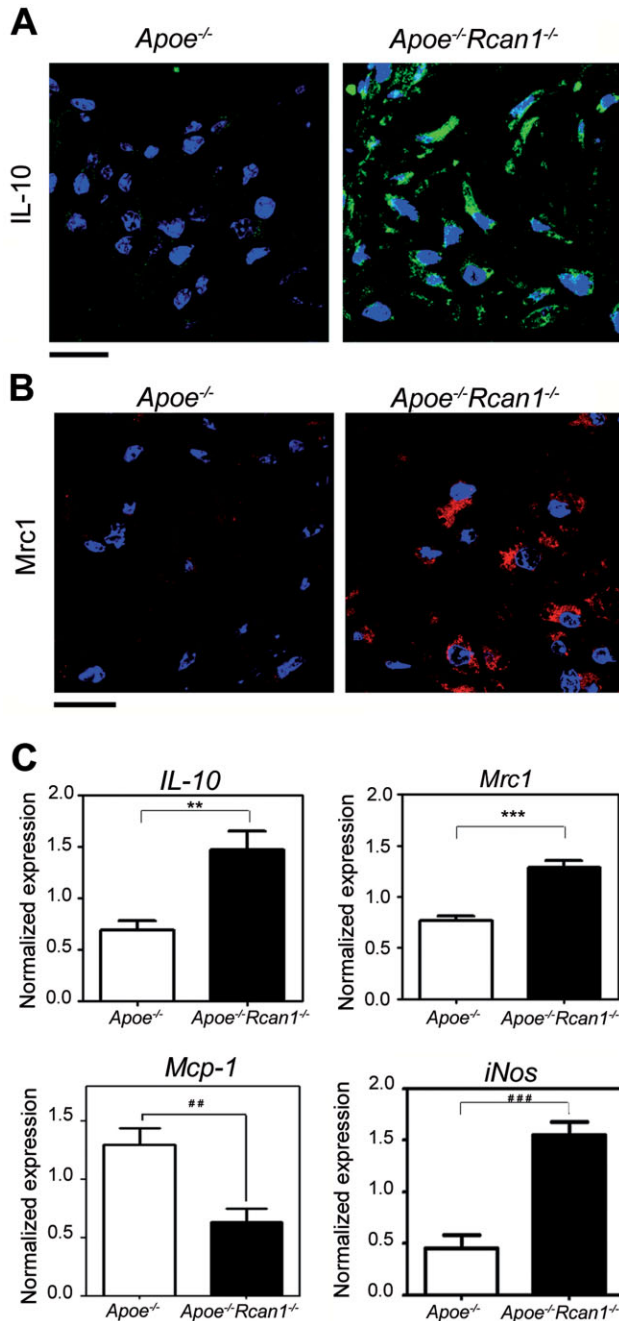 A
Apoe-/-
Apoe-/-Rcan1-/-
IL-10
B
Apoe-/-
Apoe-/-Rcan1-/-
Mrc1
C
IL-10
Normalized expression
2.0
1.5
1.0
0.5
0.0
**
Apoe-/-
Apoe-/-Rcan1-/-
Mrc1
Normalized expression
2.0
1.5
1.0
0.5
0.0
***
Apoe-/-
Apoe-/-Rcan1-/-
Mcp-1
Normalized expression
1.5
1.0
0.5
0.0
##
Apoe-/-
Apoe-/-Rcan1-/-
iNos
Normalized expression
2.0
1.5
1.0
0.5
0.0
###
Apoe-/-
Apoe-/-Rcan1-/-